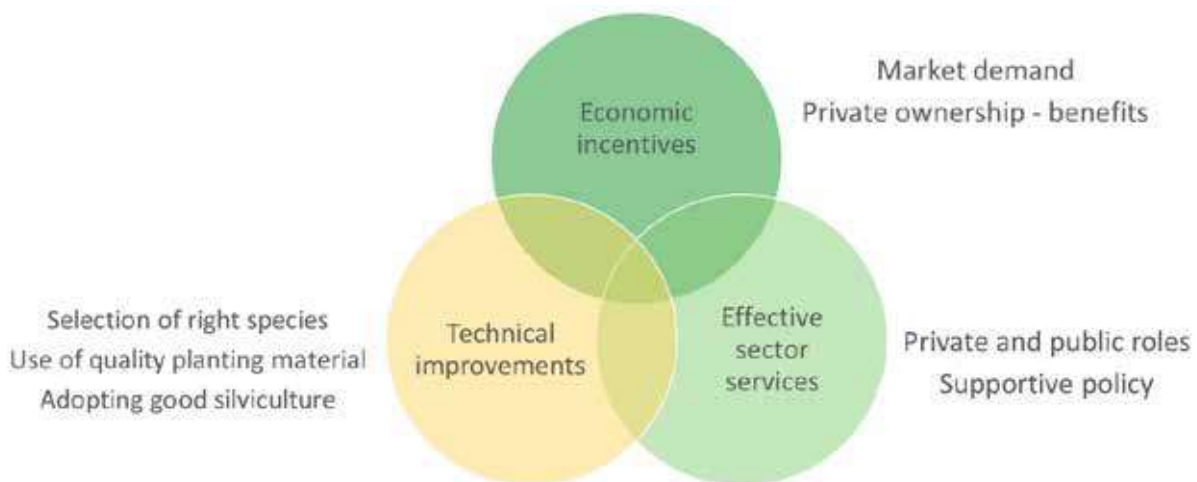 Economic
incentives
Market demand
Private ownership - benefits
Technical
improvements
Selection of right species
Use of quality planting material
Adopting good silviculture
Effective
sector
services
Private and public roles
Supportive policy